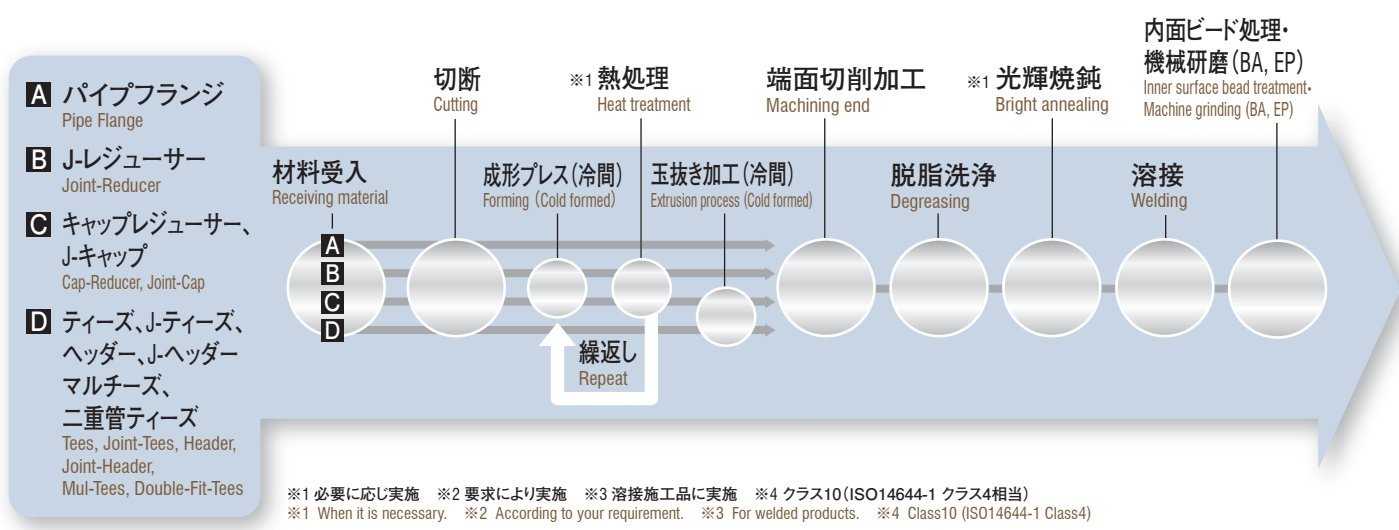 A パイプフランジ
Pipe Flange
B J-レジューサー
Joint-Reducer
C キャップレジューサー、
J-キャップ
Cap-Reducer, Joint-Cap
D ティーズ、J-ティーズ、
ヘッダー、J-ヘッダー
マルチーズ、
二重管ティーズ
Tees, Joint-Tees, Header,
Joint-Header,
Mul-Tees, Double-Fit-Tees
材料受入
Receiving material
切断
Cutting
成形プレス(冷間)
Forming (Cold formed)
※1 熱処理
Heat treatment
玉抜き加工(冷間)
Extrusion process (Cold formed)
端面切削加工
Machining end
脱脂洗浄
Degreasing
※1 光輝焼鈍
Bright annealing
溶接
Welding
内面ビード処理・
機械研磨(BA, EP)
Inner surface bead treatment・
Machine grinding (BA, EP)
A
B
C
D
繰返し
Repeat
※1 必要に応じ実施 ※2 要求により実施 ※3 溶接施工品に実施 ※4 クラス10(ISO14644-1 クラス4相当)
※1 When it is necessary. ※2 According to your requirement. ※3 For welded products. ※4 Class10 (ISO14644-1 Class4)